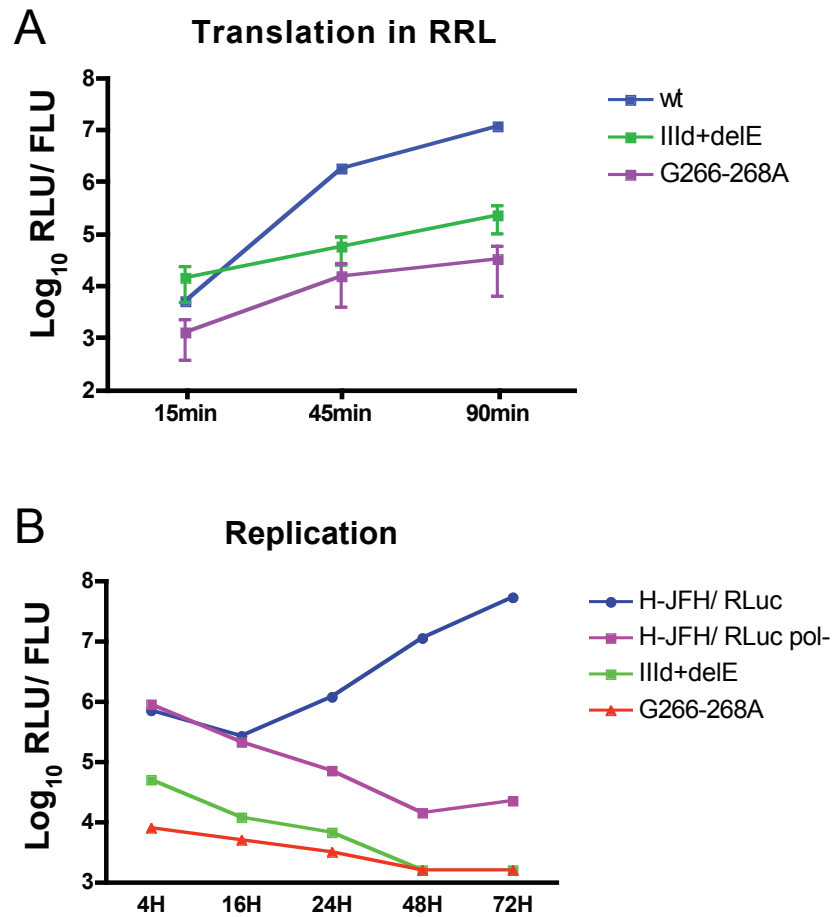 A
Translation in RRL
Log10 RLU/ FLU
8
7
6
5
4
3
2
15min 45min 90min
wt
IIId+delE
G266-268A
B
Replication
Log10 RLU/ FLU
8
7
6
5
4
3
4H 16H 24H 48H 72H
H-JFH/ RLuc
H-JFH/ RLuc pol-
IIId+delE
G266-268A